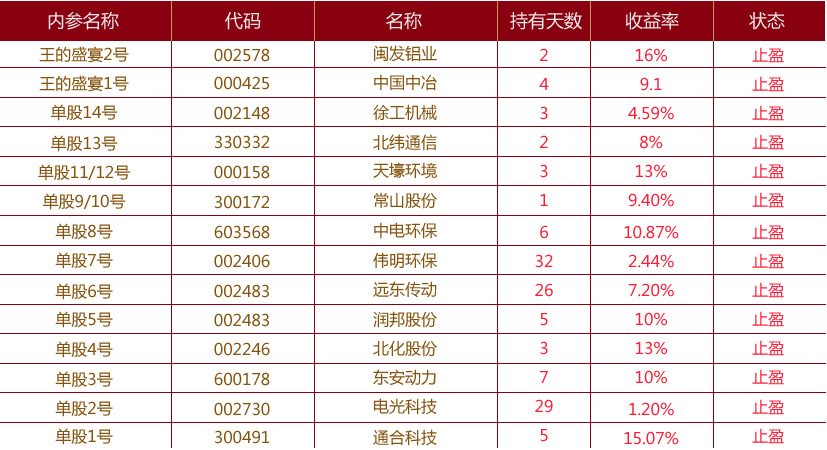 内参名称 代码 名称 持有天数 收益率 状态
王的盛宴2号 002578 闽发铝业 2 16% 止盈
王的盛宴1号 000425 中国中冶 4 9.1 止盈
单股14号 002148 徐工机械 3 4.59% 止盈
单股13号 330332 北纬通信 2 8% 止盈
单股11/12号 000158 天壕环境 3 13% 止盈
单股9/10号 300172 常山股份 1 9.40% 止盈
单股8号 603568 中电环保 6 10.87% 止盈
单股7号 002406 伟明环保 32 2.44% 止盈
单股6号 002483 远东传动 26 7.20% 止盈
单股5号 002483 润邦股份 5 10% 止盈
单股4号 002246 北化股份 3 13% 止盈
单股3号 600178 东安动力 7 10% 止盈
单股2号 002730 电光科技 29 1.20% 止盈
单股1号 300491 通合科技 5 15.07% 止盈